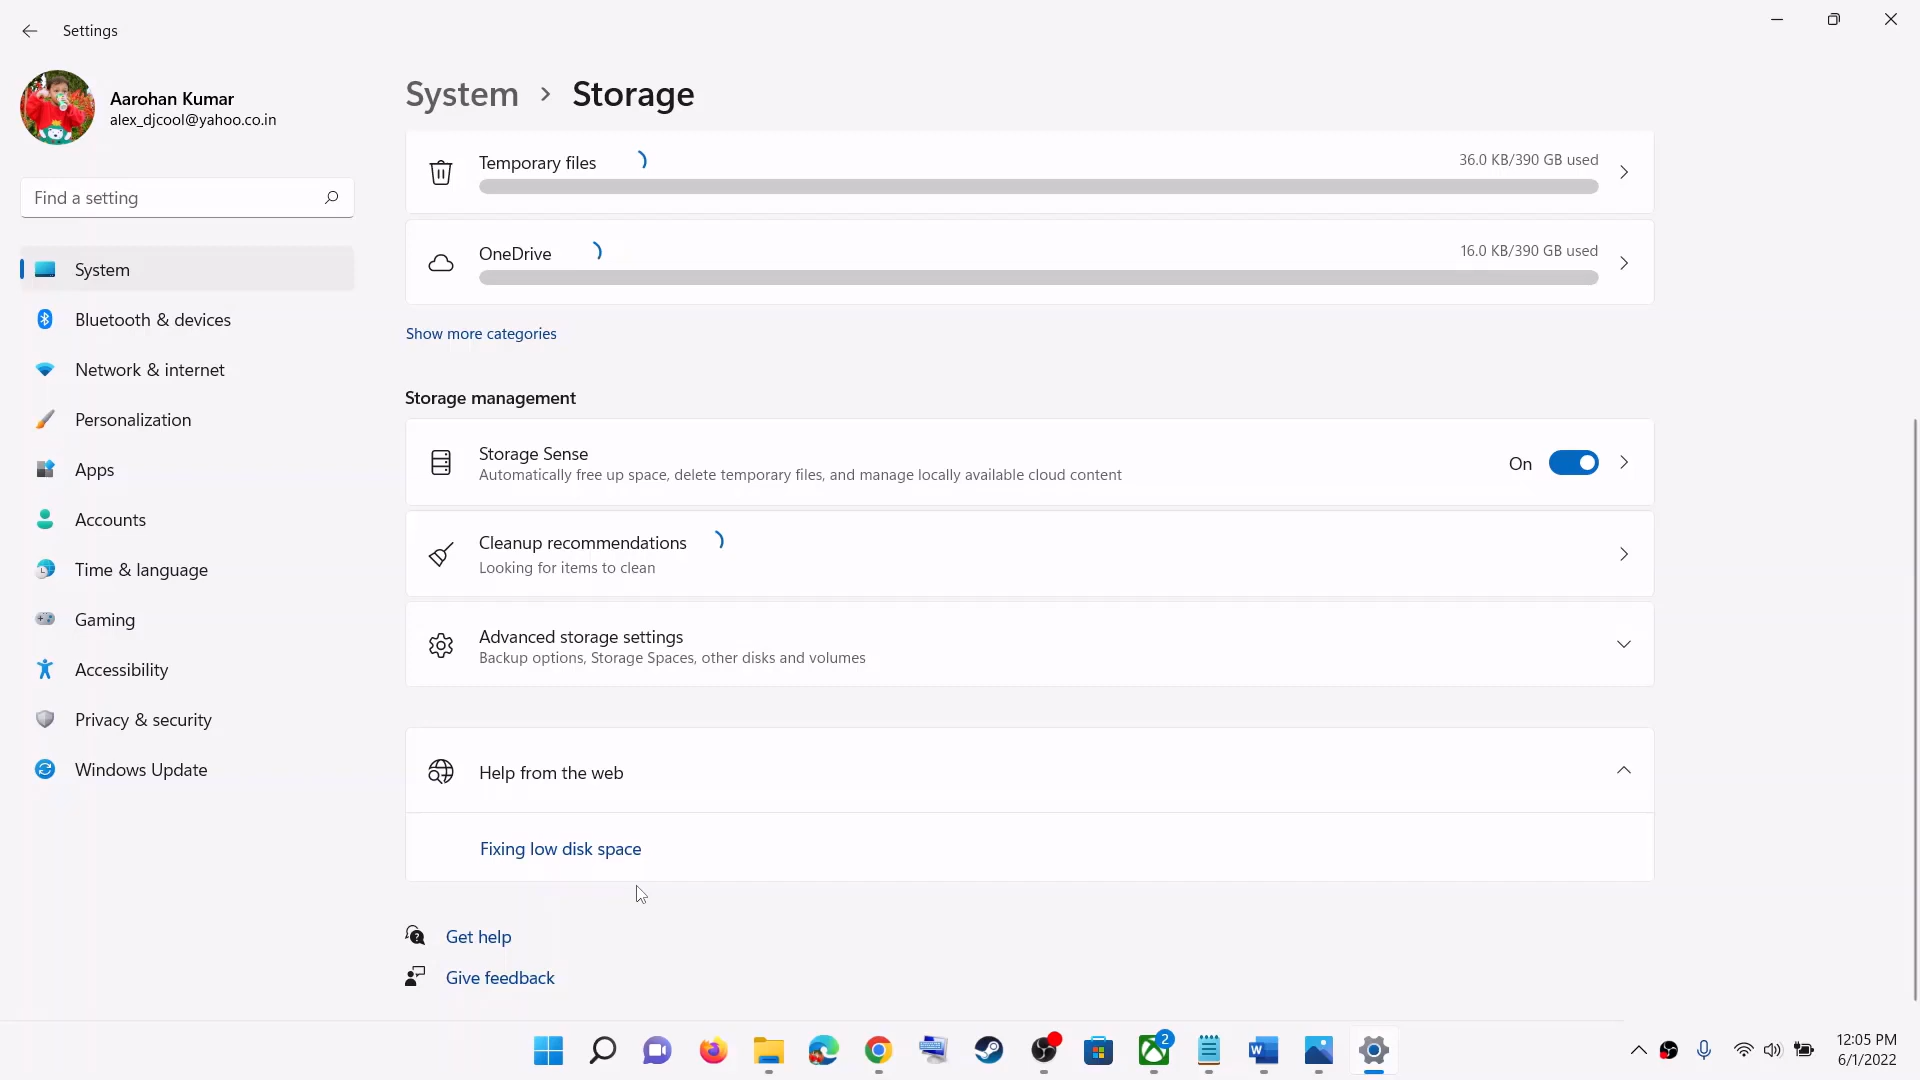 Settings
Aarohan Kumar
alex_djcool@yahoo.co.in
Find a setting
System
Bluetooth & devices
Network & internet
Personalization
Apps
Accounts
Time & language
Gaming
Accessibility
Privacy & security
Windows Update
System > Storage
Temporary files
36.0 KB/390 GB used
OneDrive
16.0 KB/390 GB used
Show more categories
Storage management
Storage Sense
Automatically free up space, delete temporary files, and manage locally available cloud content
On
Cleanup recommendations
Looking for items to clean
Advanced storage settings
Backup options, Storage Spaces, other disks and volumes
Help from the web
Fixing low disk space
Get help
Give feedback
2
12:05 PM
6/1/2022